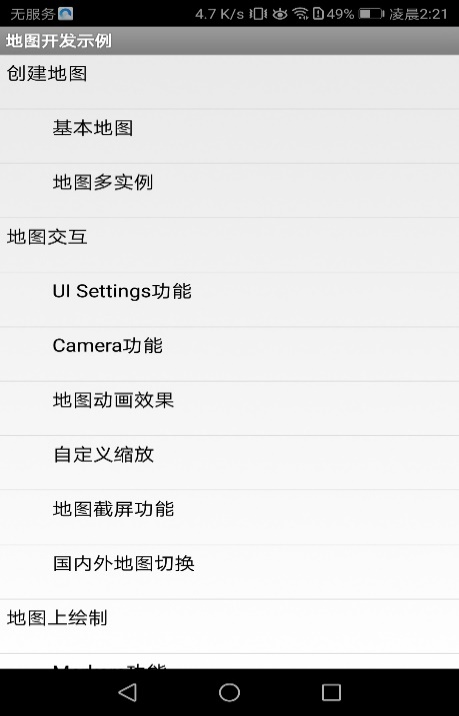 无服务 4.7 K/s 49% 凌晨2:21
地图开发示例
创建地图
基本地图
地图多实例
地图交互
UI Settings功能
Camera功能
地图动画效果
自定义缩放
地图截屏功能
国内外地图切换
地图上绘制